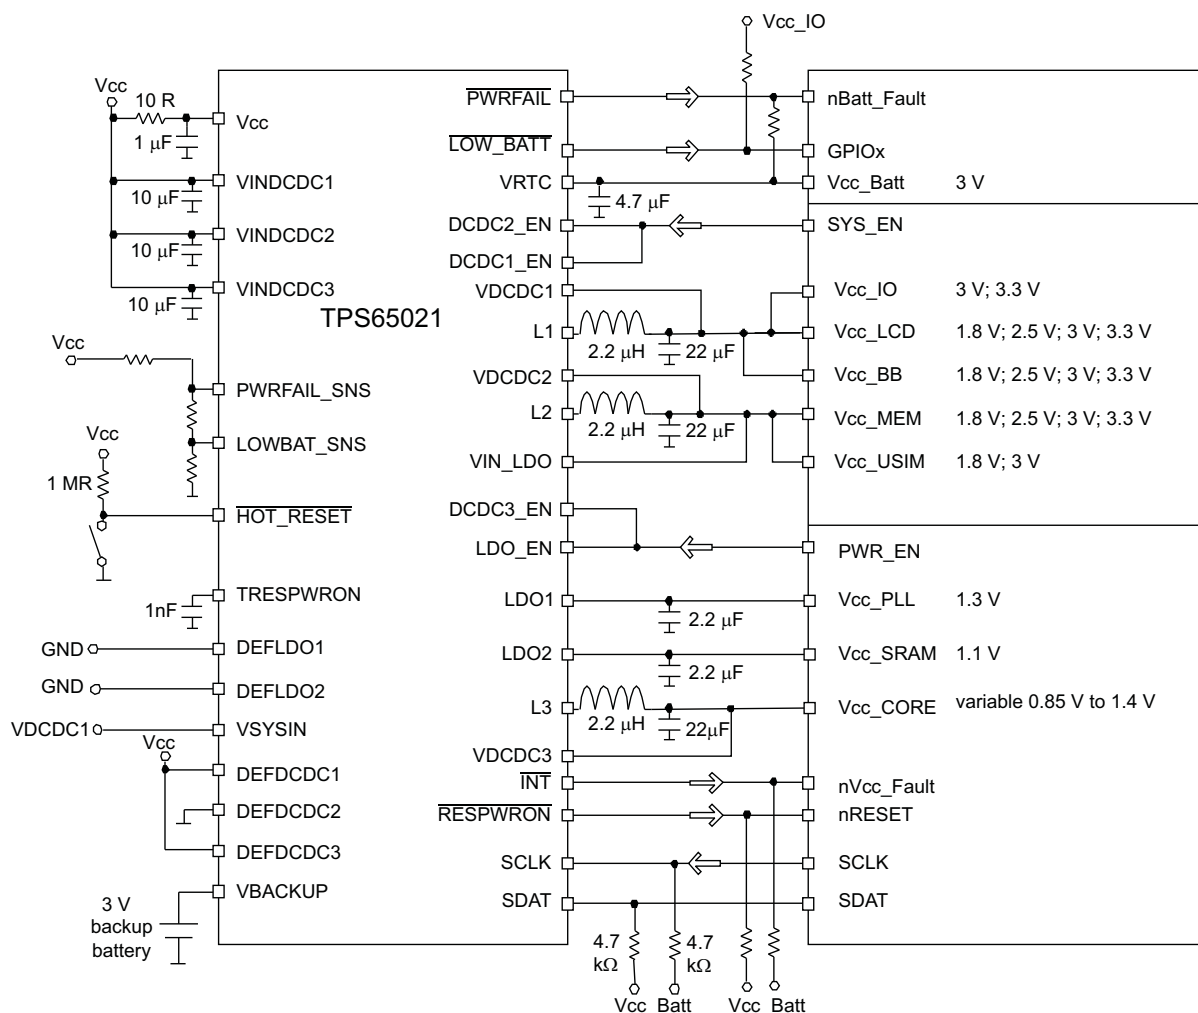 Vcc_IO
Vcc
10 R
1 μF
10 μF
10 μF
10 μF
Vcc
Vcc
1 MR
1nF
GND
GND
VDCDC1
Vcc
3 V
backup
battery
Vcc
VINDCDC1
VINDCDC2
VINDCDC3
TPS65021
PWRFAIL_SNS
LOWBAT_SNS
HOT_RESET
TRESPWRON
DEFLDO1
DEFLDO2
VSYSIN
DEFDCDC1
DEFDCDC2
DEFDCDC3
VBACKUP
PWRFAIL
LOW_BATT
VRTC
DCDC2_EN
DCDC1_EN
VDCDC1
L1
VDCDC2
L2
VIN_LDO
DCDC3_EN
LDO_EN
LDO1
LDO2
L3
VDCDC3
INT
RESPWRON
SCLK
SDAT
4.7 μF
2.2 μH 22 μF
2.2 μH 22 μF
2.2 μF
2.2 μF
2.2 μH 22μF
4.7
kΩ
4.7
kΩ
Vcc Batt
Vcc Batt
nBatt_Fault
GPIOx
Vcc_Batt 3 V
SYS_EN
Vcc_IO 3 V; 3.3 V
Vcc_LCD 1.8 V; 2.5 V; 3 V; 3.3 V
Vcc_BB 1.8 V; 2.5 V; 3 V; 3.3 V
Vcc_MEM 1.8 V; 2.5 V; 3 V; 3.3 V
Vcc_USIM 1.8 V; 3 V
PWR_EN
Vcc_PLL 1.3 V
Vcc_SRAM 1.1 V
Vcc_CORE variable 0.85 V to 1.4 V
nVcc_Fault
nRESET
SCLK
SDAT